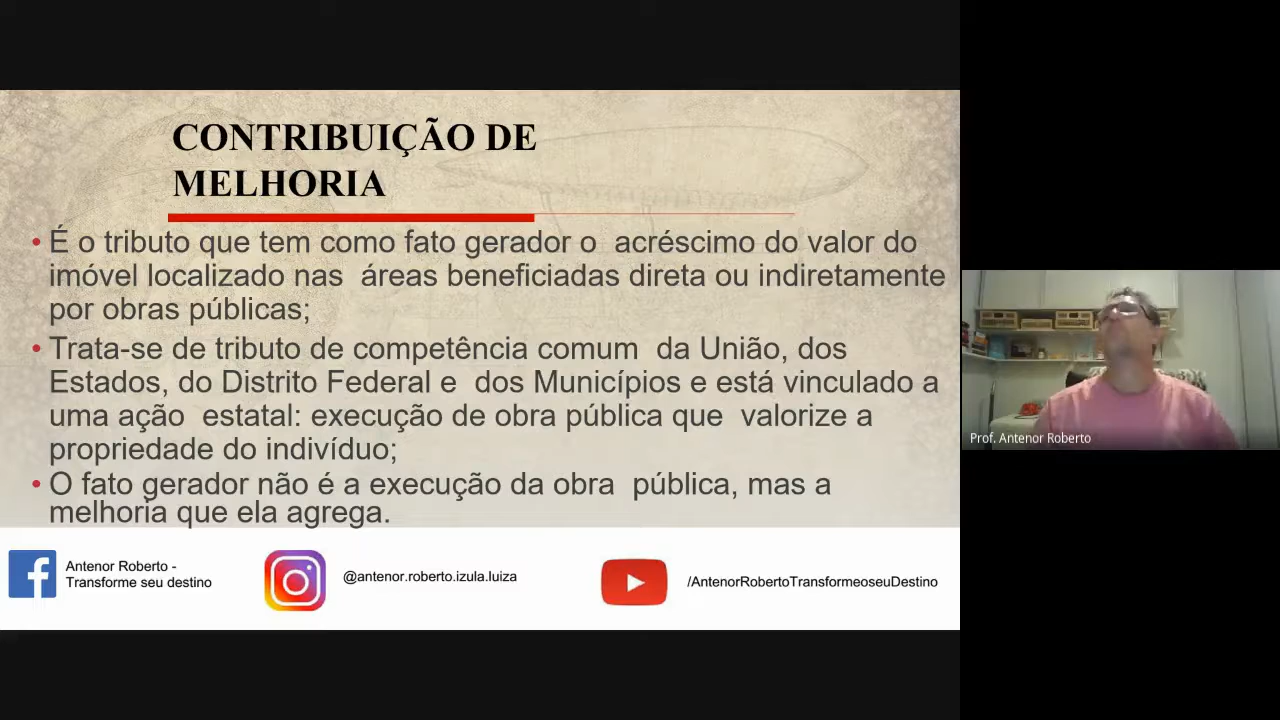 CONTRIBUIÇÃO DE
MELHORIA
• É o tributo que tem como fato gerador o acréscimo do valor do
imóvel localizado nas áreas beneficiadas direta ou indiretamente
por obras públicas;
• Trata-se de tributo de competência comum da União, dos
Estados, do Distrito Federal e dos Municípios e está vinculado a
uma ação estatal: execução de obra pública que valorize a
propriedade do indivíduo;
• O fato gerador não é a execução da obra pública, mas a
melhoria que ela agrega.
Antenor Roberto -
Transforme seu destino
@antenor.roberto.izula.luiza
/AntenorRobertoTransformeoseuDestino
Prof. Antenor Roberto